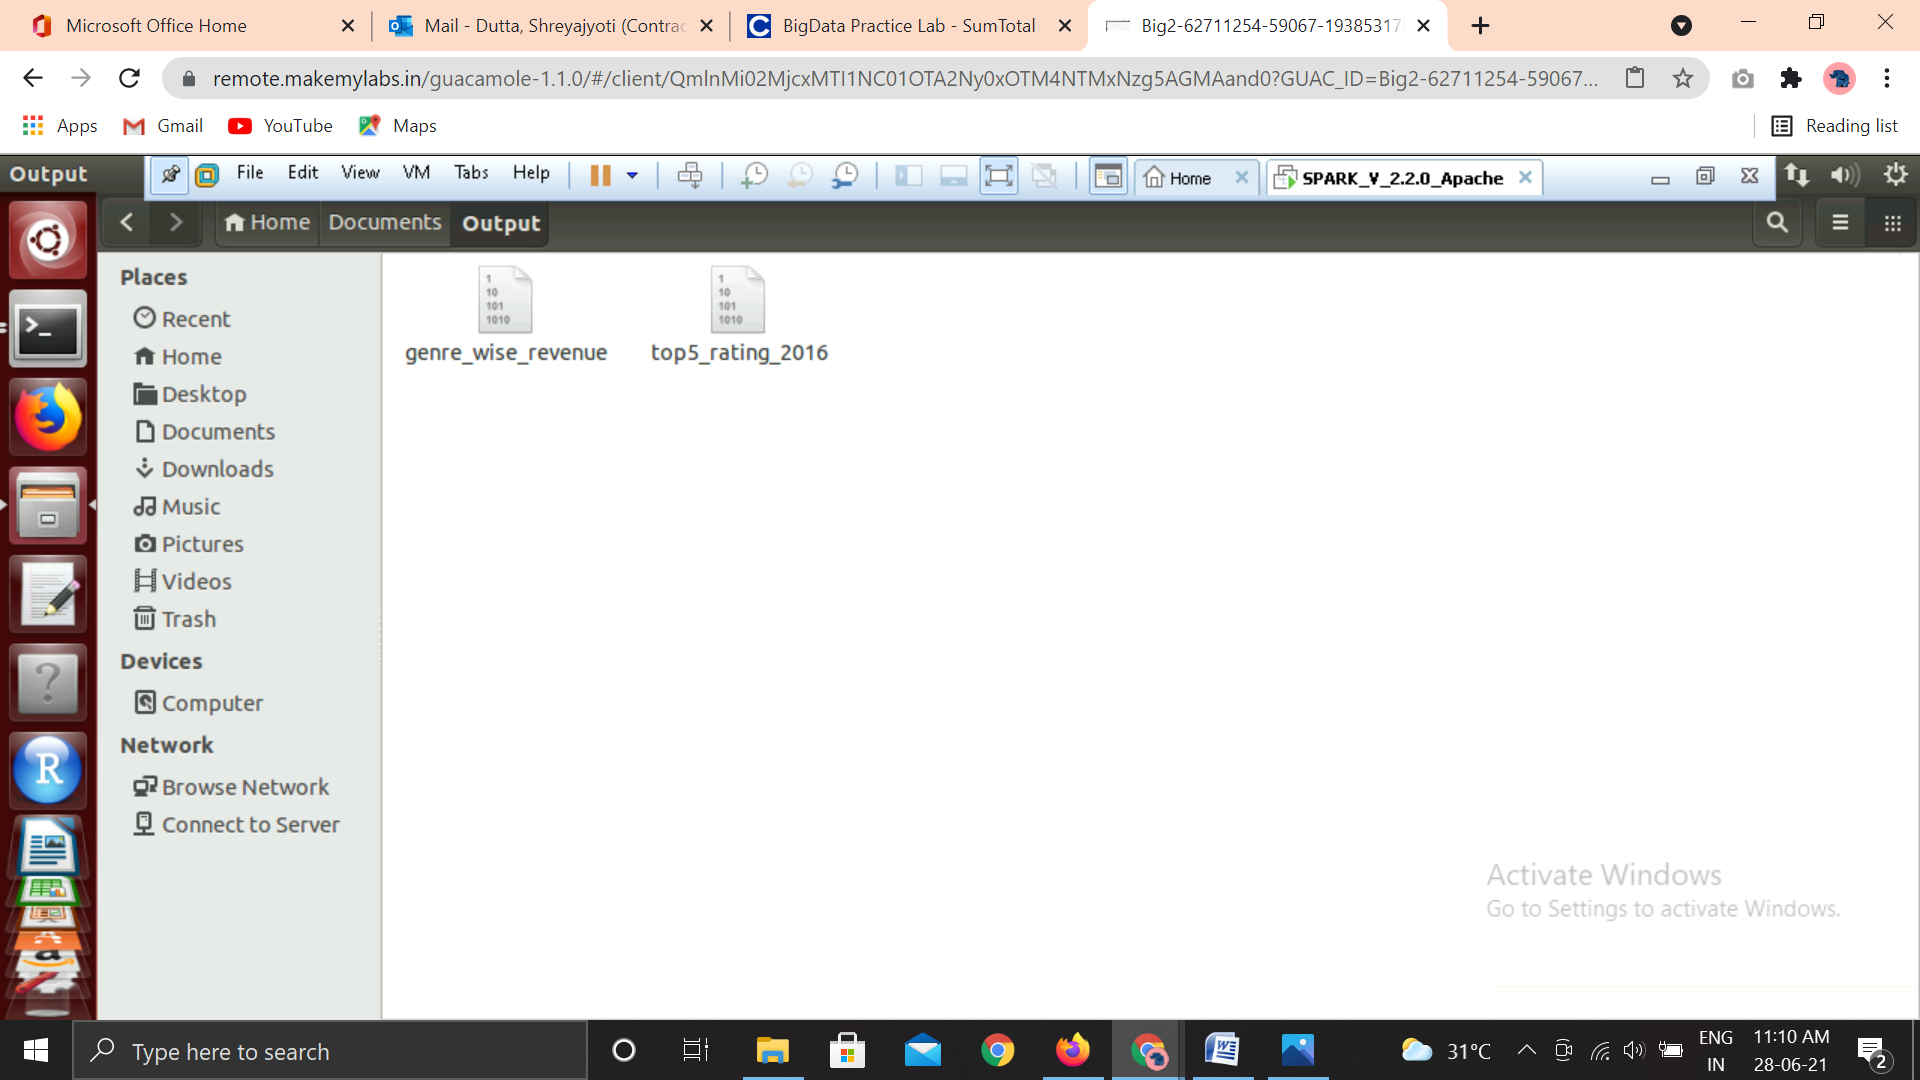 Microsoft Office Home
Mail - Dutta, Shreyajyoti (Contrac
BigData Practice Lab - SumTotal
Big2-62711254-59067-1938531
remote.makemylabs.in/guacamole-1.1.0/#/client/QmlnMi02MjcxMTI1NC01OTA2Ny0xOTM4NTMxNzg5AGMAand0?GUAC_ID=Big2-62711254-59067...
Apps
Gmail
YouTube
Maps
Reading list
Output
File
Edit
View
VM
Tabs
Help
Home
SPARK_V_2.2.0_Apache
Home
Documents
Output
Places
Recent
Home
Desktop
Documents
Downloads
Music
Pictures
Videos
Trash
Devices
Computer
Network
Browse Network
Connect to Server
1
10
101
1010
genre_wise_revenue
1
10
101
1010
top5_rating_2016
Activate Windows
Go to Settings to activate Windows.
Type here to search
31°C
ENG
IN
11:10 AM
28-06-21
2